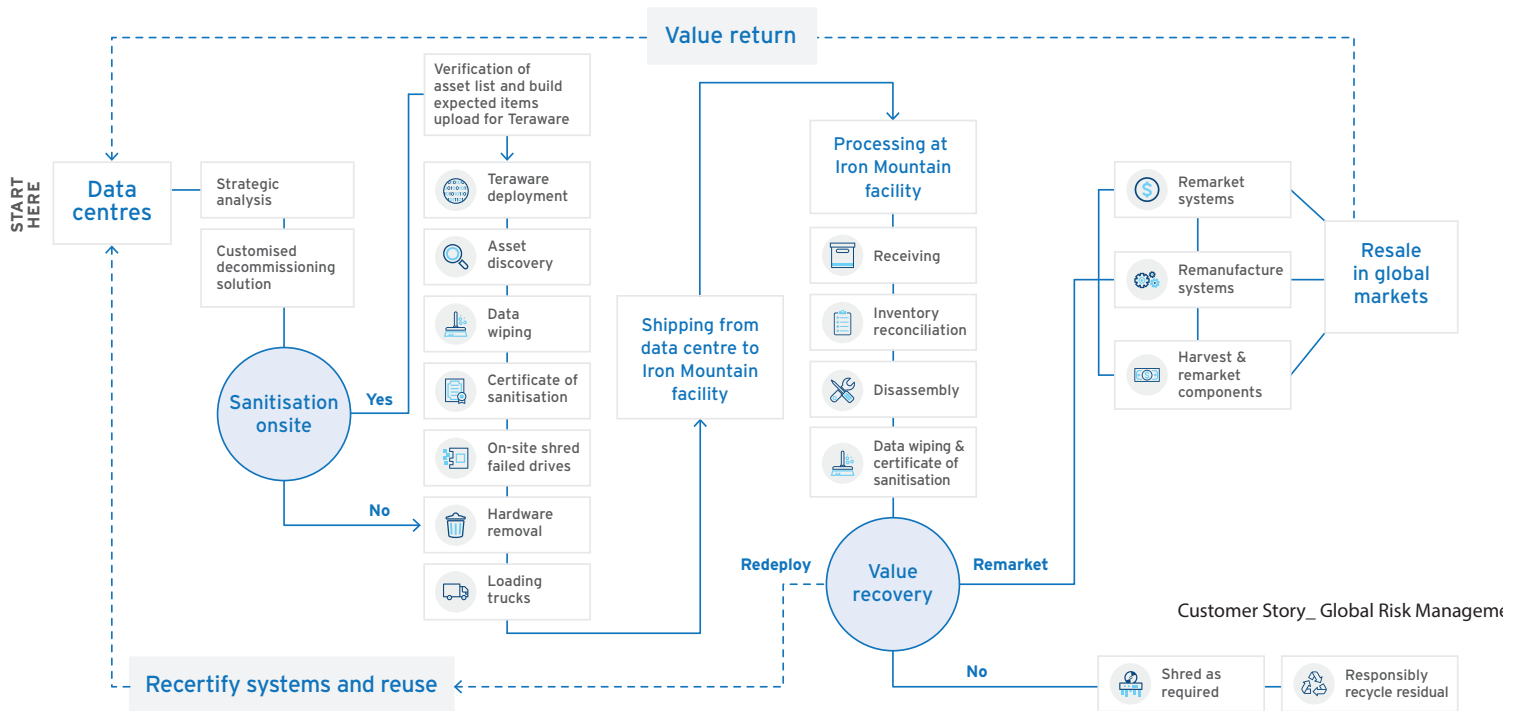 Value return
START
HERE
Data
centres
Strategic
analysis
Customised
decommissioning
solution
Sanitisation
onsite
Yes
No
Verification of
asset list and build
expected items
upload for Teraware
Teraware
deployment
Asset
discovery
Data
wiping
Certificate of
sanitisation
On-site shred
failed drives
Hardware
removal
Loading
trucks
Shipping from
data centre to
Iron Mountain
facility
Processing at
Iron Mountain
facility
Receiving
Inventory
reconciliation
Disassembly
Data wiping &
certificate of
sanitisation
Value
recovery
Redeploy
Remarket
No
Recertify systems and reuse
Remarket
systems
Remanufacture
systems
Harvest &
remarket
components
Resale
in global
markets
Customer Story_ Global Risk
Shred as
required
Responsibly
recycle residual